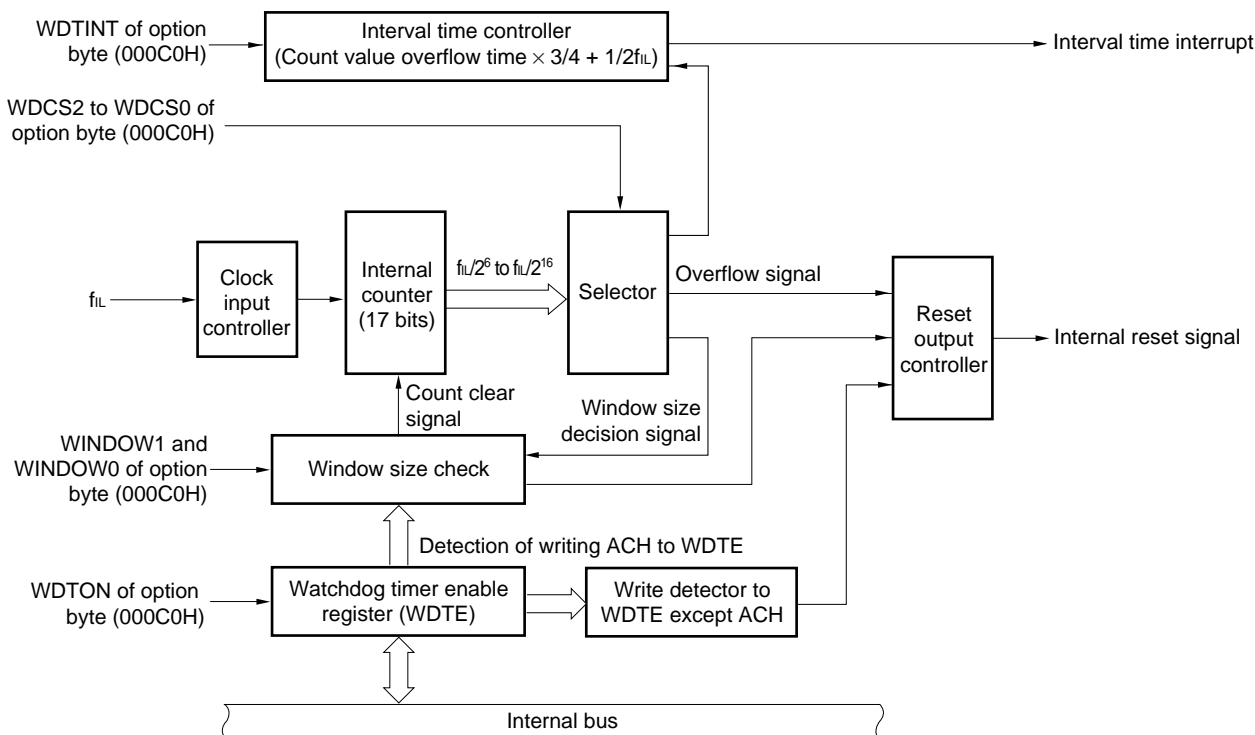 WDTINT of option
byte (000C0H)
Interval time controller
(Count value overflow time × 3/4 + 1/2fIL)
Interval time interrupt
WDCS2 to WDCS0 of
option byte (000C0H)
fIL
Clock
input
controller
Internal
counter
(17 bits)
fIL/2⁶ to fIL/2¹⁶
Selector
Overflow signal
Reset
output
controller
Internal reset signal
Count clear
signal
Window size
decision signal
WINDOW1 and
WINDOW0 of option
byte (000C0H)
Window size check
Detection of writing ACH to WDTE
WDTON of option
byte (000C0H)
Watchdog timer enable
register (WDTE)
Write detector to
WDTE except ACH
Internal bus